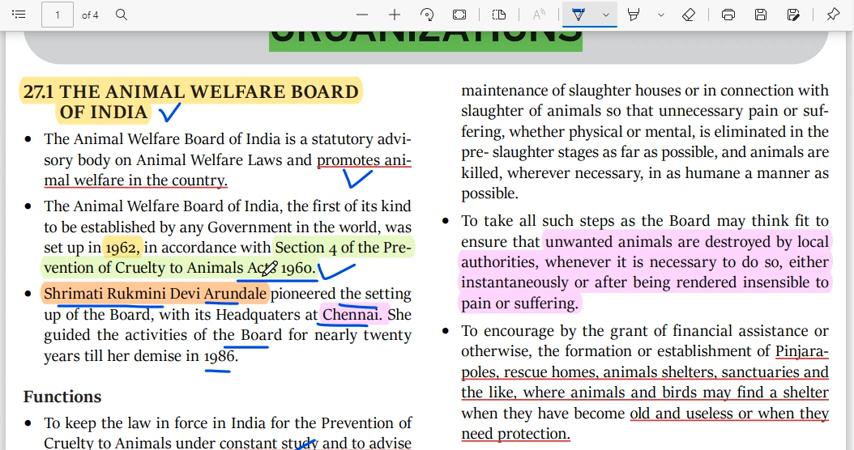 1
of 4
ORGANIZATIONS
27.1 THE ANIMAL WELFARE BOARD
OF INDIA
• The Animal Welfare Board of India is a statutory advi-
sory body on Animal Welfare Laws and promotes ani-
mal welfare in the country.
• The Animal Welfare Board of India, the first of its kind
to be established by any Government in the world, was
set up in 1962, in accordance with Section 4 of the Pre-
vention of Cruelty to Animals Act 1960.
• Shrimati Rukmini Devi Arundale pioneered the setting
up of the Board, with its Headquaters at Chennai. She
guided the activities of the Board for nearly twenty
years till her demise in 1986.
Functions
• To keep the law in force in India for the Prevention of
Cruelty to Animals under constant study and to advise
maintenance of slaughter houses or in connection with
slaughter of animals so that unnecessary pain or suf-
fering, whether physical or mental, is eliminated in the
pre- slaughter stages as far as possible, and animals are
killed, wherever necessary, in as humane a manner as
possible.
• To take all such steps as the Board may think fit to
ensure that unwanted animals are destroyed by local
authorities, whenever it is necessary to do so, either
instantaneously or after being rendered insensible to
pain or suffering.
• To encourage by the grant of financial assistance or
otherwise, the formation or establishment of Pinjara-
poles, rescue homes, animals shelters, sanctuaries and
the like, where animals and birds may find a shelter
when they have become old and useless or when they
need protection.